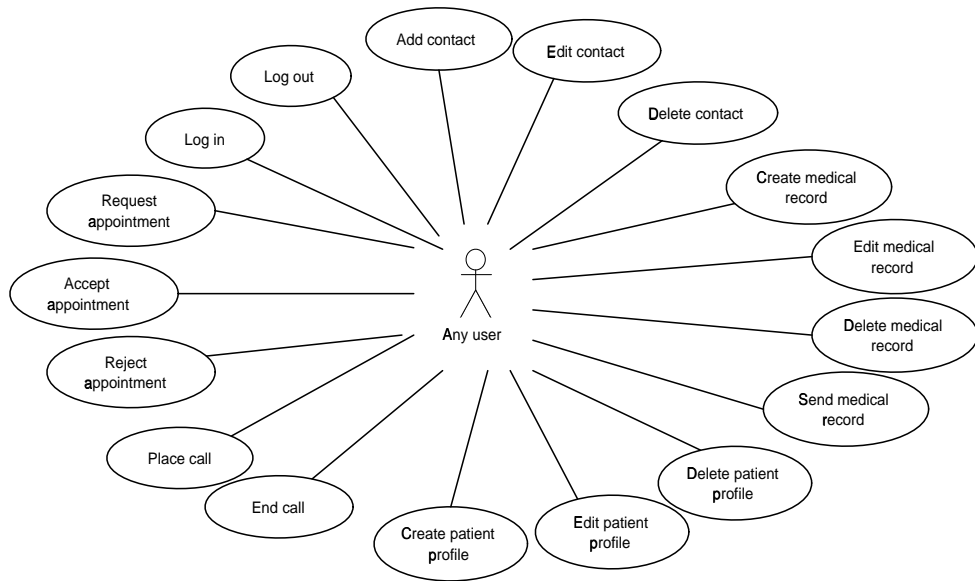 Add contact
Edit contact
Log out
Delete contact
Log in
Create medical
record
Request
appointment
Edit medical
record
Accept
appointment
Any user
Delete medical
record
Reject
appointment
Send medical
record
Place call
Delete patient
profile
End call
Edit patient
profile
Create patient
profile